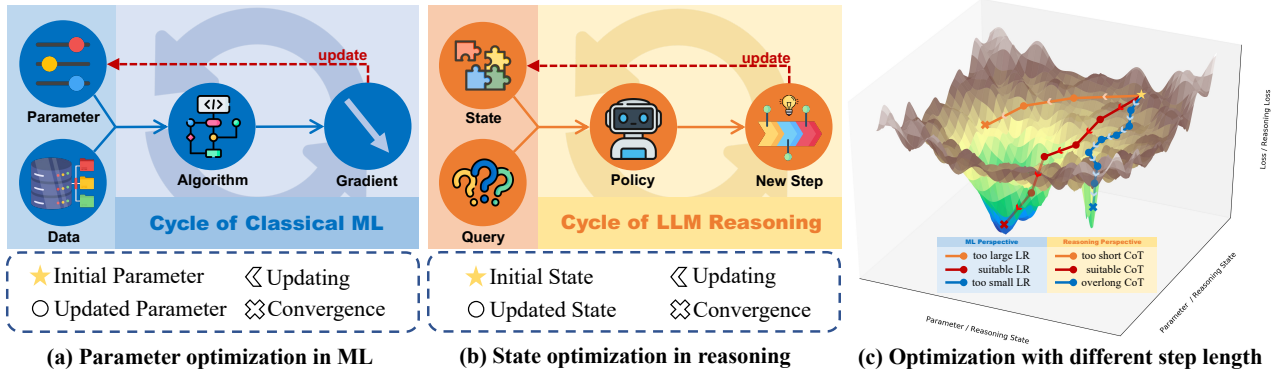 update
Parameter
</>
Algorithm
Gradient
Data
Cycle of Classical ML
Initial Parameter
Updating
Updated Parameter
Convergence
(a) Parameter optimization in ML
update
State
Policy
New Step
Query
Cycle of LLM Reasoning
Initial State
Updating
Updated State
Convergence
(b) State optimization in reasoning
Loss / Reasoning Loss
ML Perspective
Reasoning Perspective
too large LR
too short CoT
suitable LR
suitable CoT
too small LR
overlong CoT
Parameter / Reasoning State
Parameter / Reasoning State
(c) Optimization with different step length